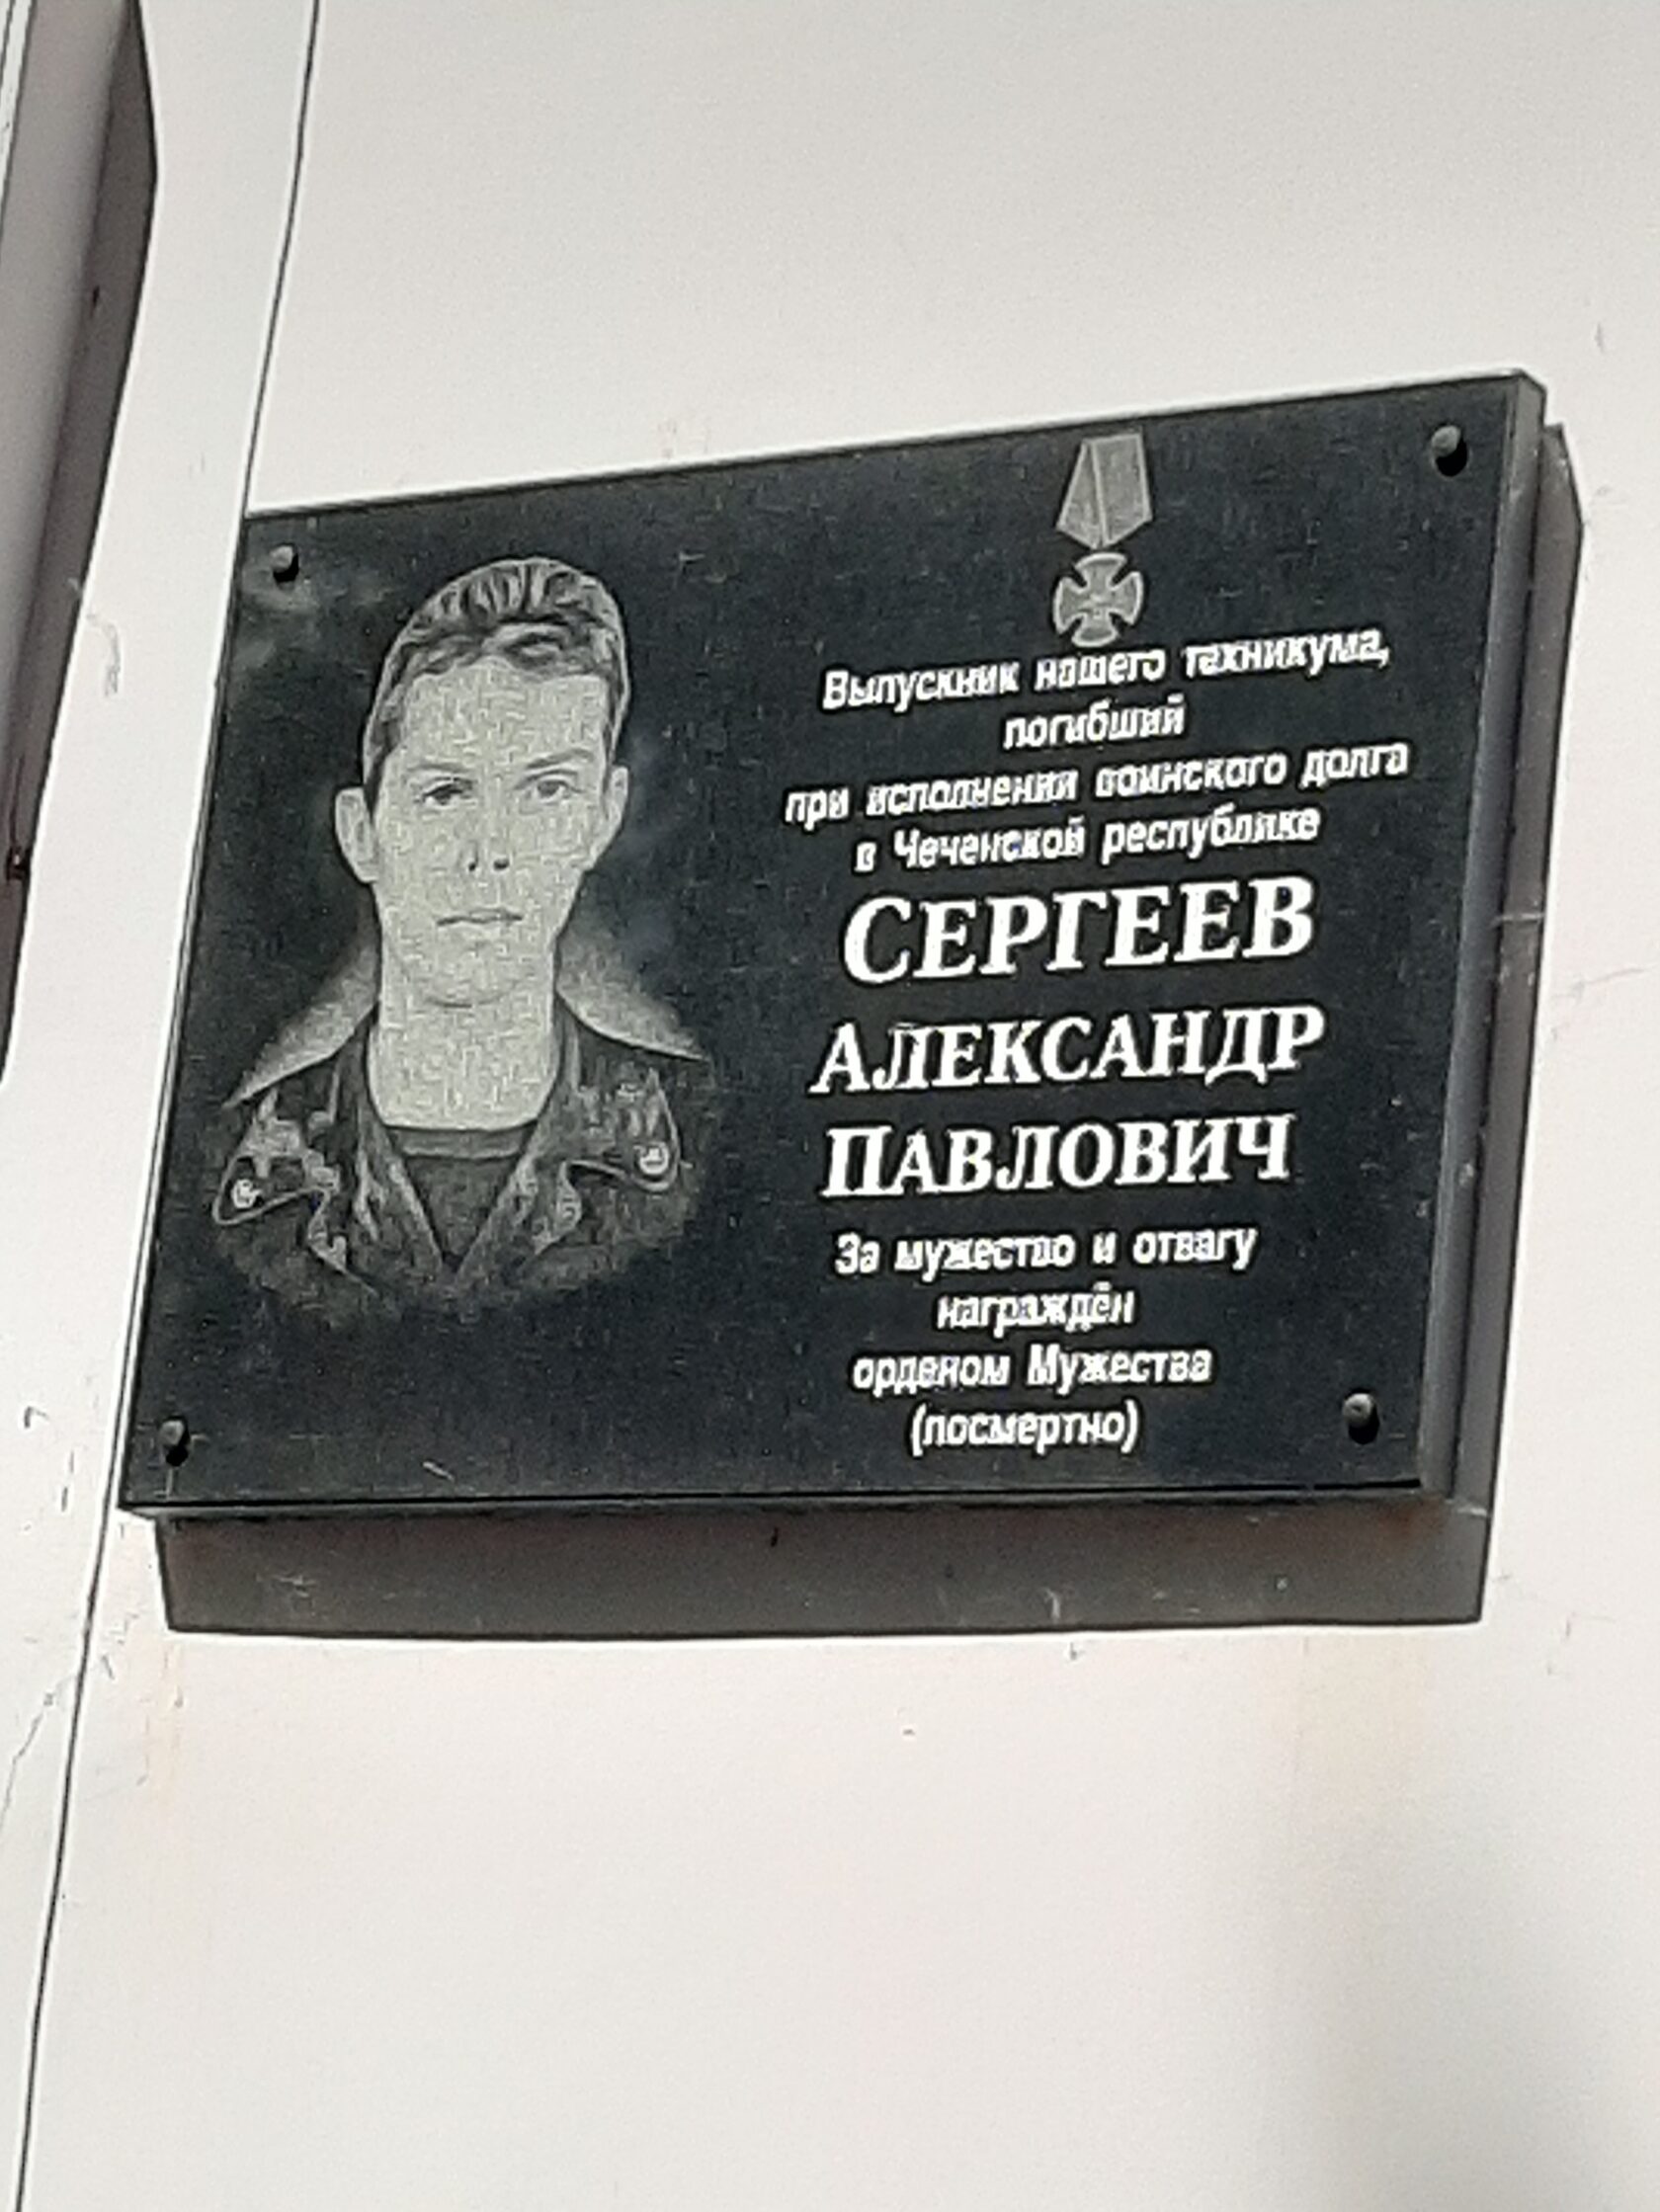 Выпускник нашего техникума,
погибший
при исполнении воинского долга
в Чеченской республике
СЕРГЕЕВ
АЛЕКСАНДР
ПАВЛОВИЧ
За мужество и отвагу
награждён
орденом Мужества
(посмертно)